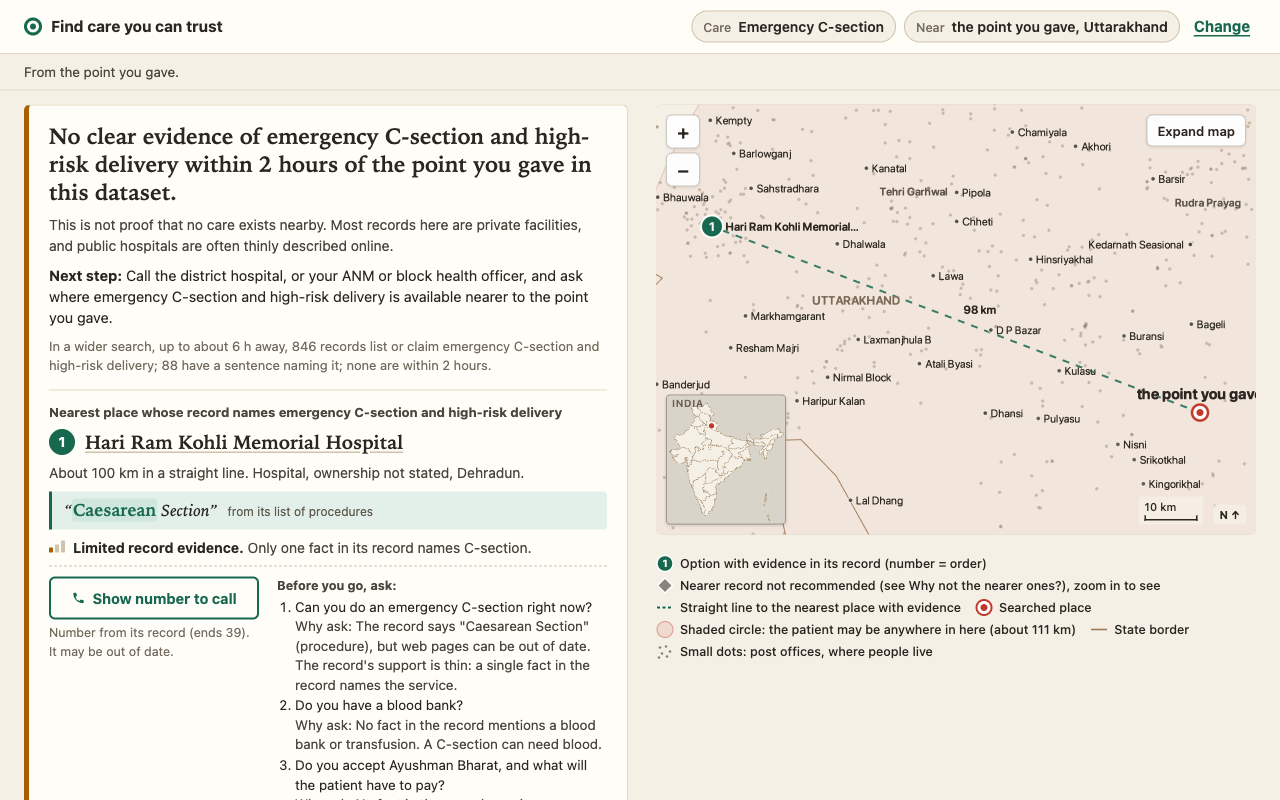 Find care you can trust
Care Emergency C-section
Near the point you gave, Uttarakhand
Change
From the point you gave.
No clear evidence of emergency C-section and high-
risk delivery within 2 hours of the point you gave in
this dataset.
This is not proof that no care exists nearby. Most records here are private facilities,
and public hospitals are often thinly described online.
Next step: Call the district hospital, or your ANM or block health officer, and ask
where emergency C-section and high-risk delivery is available nearer to the point
you gave.
In a wider search, up to about 6 h away, 846 records list or claim emergency C-section and
high-risk delivery; 88 have a sentence naming it; none are within 2 hours.
Nearest place whose record names emergency C-section and high-risk delivery
1 Hari Ram Kohli Memorial Hospital
About 100 km in a straight line. Hospital, ownership not stated, Dehradun.
“Caesarean Section” from its list of procedures
Limited record evidence. Only one fact in its record names C-section.
Show number to call
Number from its record (ends 39).
It may be out of date.
Before you go, ask:
1. Can you do an emergency C-section right now?
Why ask: The record says "Caesarean Section"
(procedure), but web pages can be out of date.
The record's support is thin: a single fact in the
record names the service.
2. Do you have a blood bank?
Why ask: No fact in the record mentions a blood
bank or transfusion. A C-section can need blood.
3. Do you accept Ayushman Bharat, and what will
the patient have to pay?
+
−
Expand map
Kempty
Chamiyala
Akhori
Barlowganj
Kanatal
Barsir
Sahstradhara
Tehri Garhwal
Pipola
Bhauwala
Rudra Prayag
1 Hari Ram Kohli Memorial…
Chheti
Dhalwala
Kedarnath Seasonal
Hinsriyakhal
Lawa
UTTARAKHAND
98 km
Markhamgarant
D P Bazar
Bageli
Buransi
Laxmanjhula B
Resham Majri
Atali Byasi
Kulasu
Nirmal Block
Banderjud
the point you gave
Haripur Kalan
INDIA
Dhansi
Pulyasu
Nisni
Srikotkhal
Kingorikhal
Lal Dhang
10 km
N ↑
1 Option with evidence in its record (number = order)
Nearer record not recommended (see Why not the nearer ones?), zoom in to see
Straight line to the nearest place with evidence
Searched place
Shaded circle: the patient may be anywhere in here (about 111 km)
State border
Small dots: post offices, where people live